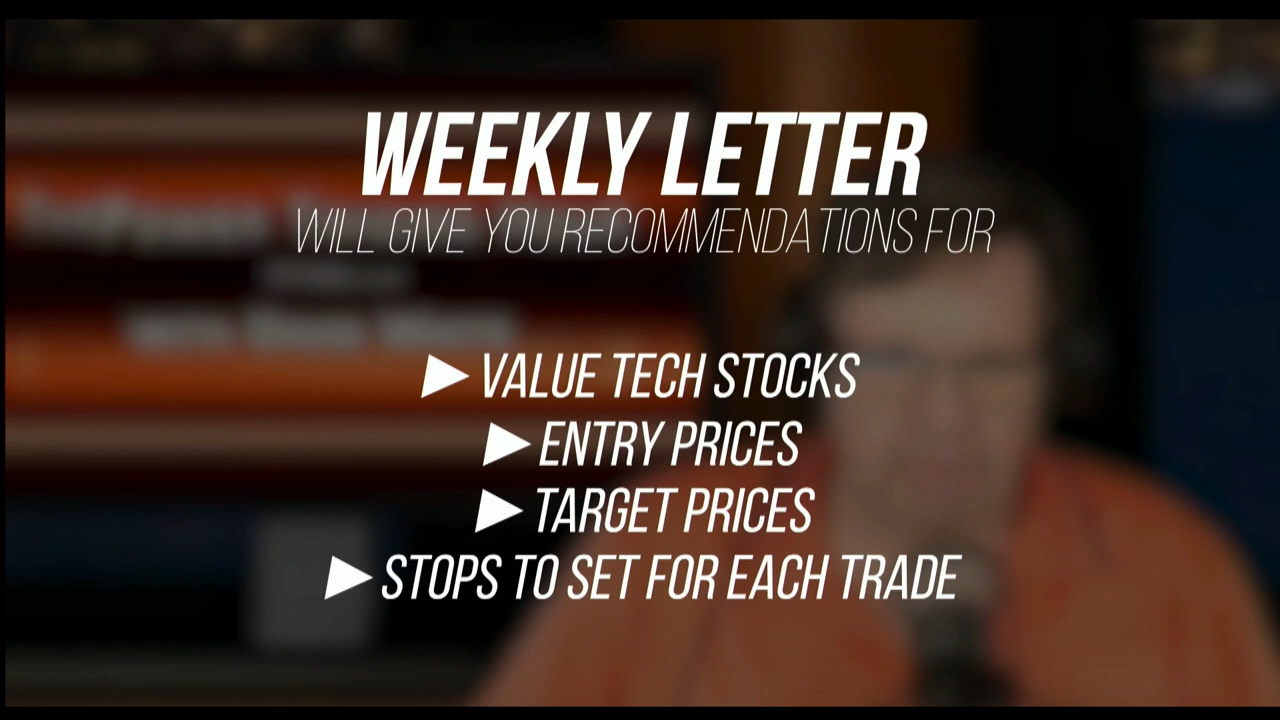 WEEKLY LETTER
WILL GIVE YOU RECOMMENDATIONS FOR
▶ VALUE TECH STOCKS
▶ ENTRY PRICES
▶ TARGET PRICES
▶ STOPS TO SET FOR EACH TRADE